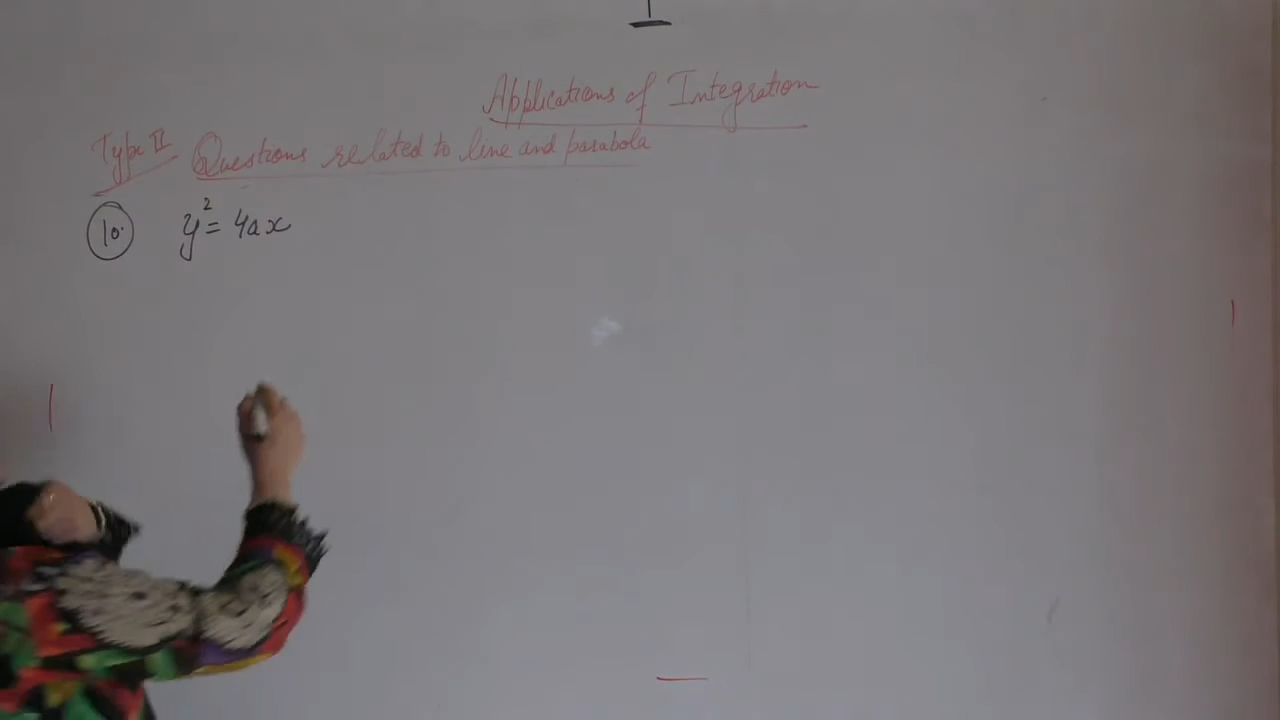 Applications of Integration
Type II Questions related to line and parabola
10. y² = 4ax